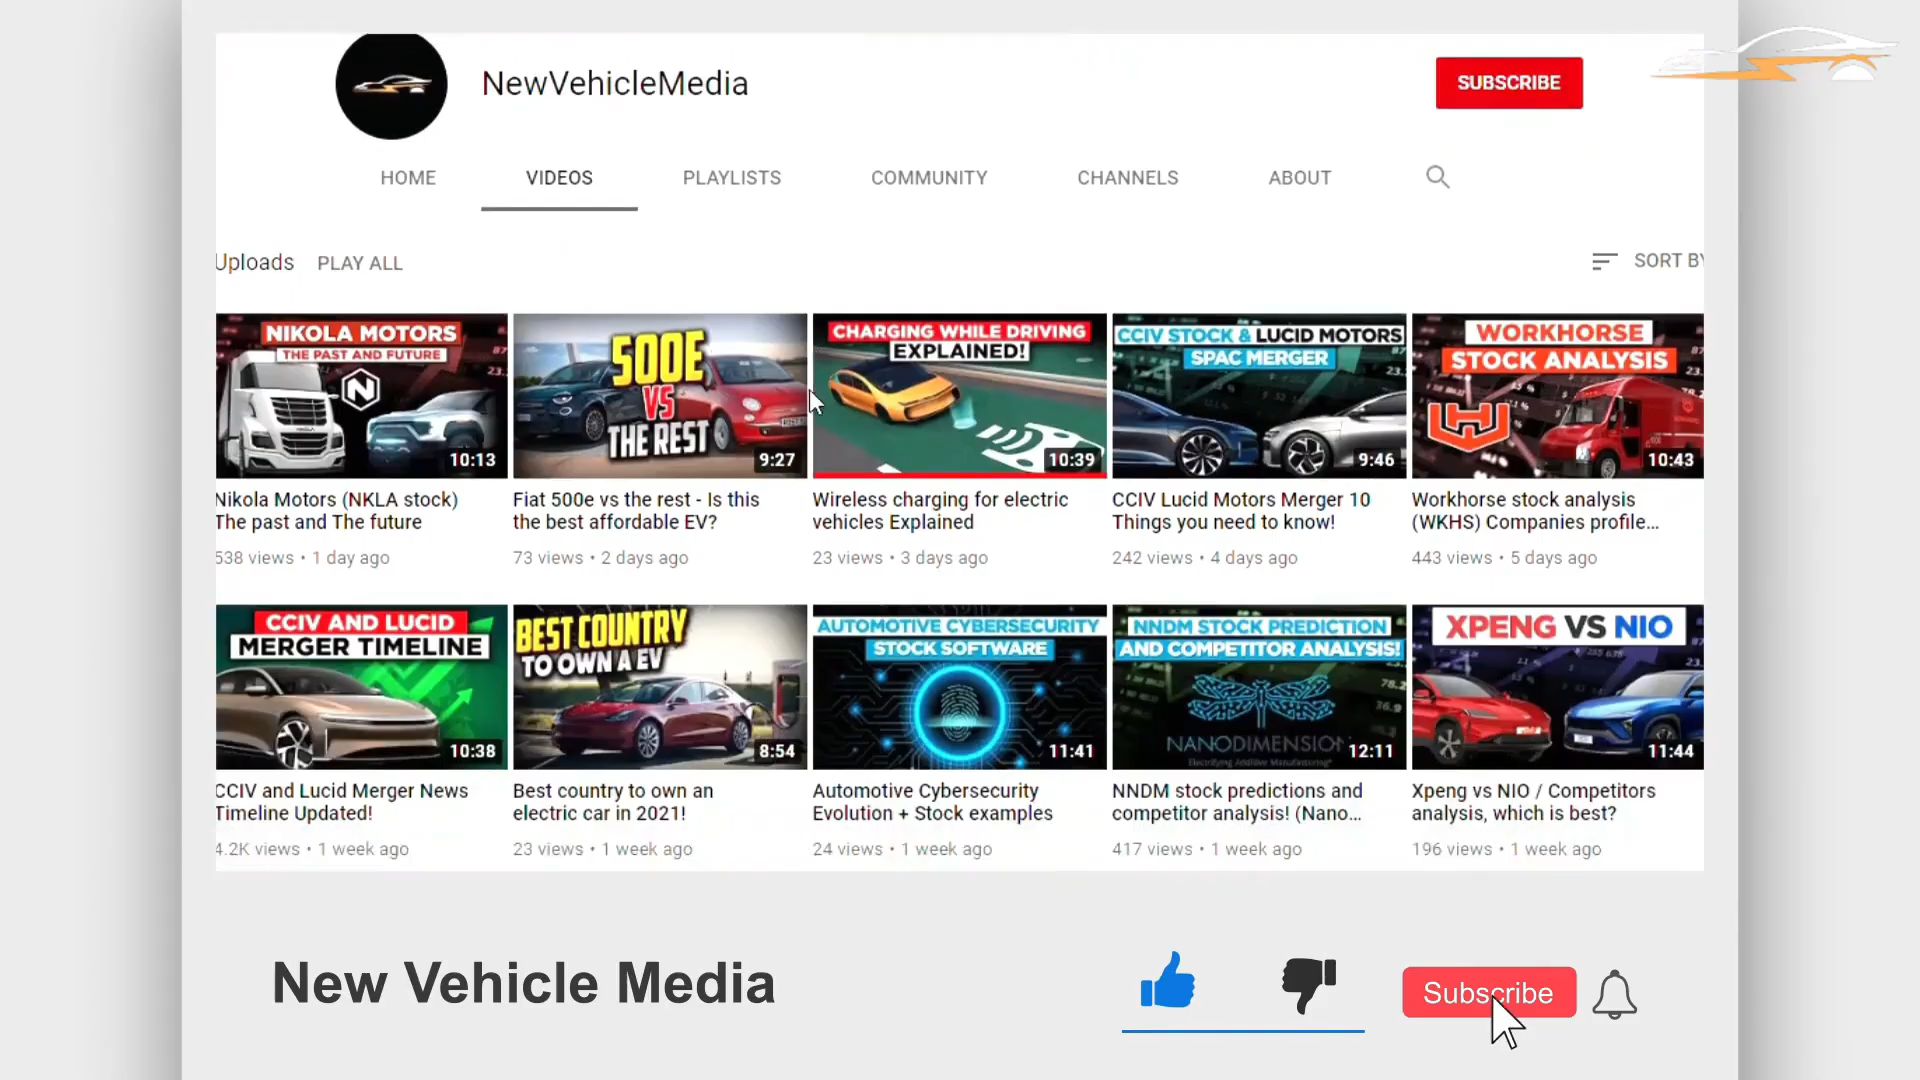 NewVehicleMedia
SUBSCRIBE
HOME
VIDEOS
PLAYLISTS
COMMUNITY
CHANNELS
ABOUT
Uploads
PLAY ALL
SORT BY
NIKOLA MOTORS
THE PAST AND FUTURE
N
10:13
Nikola Motors (NKLA stock)
The past and The future
538 views • 1 day ago
500E
VS
THE REST
9:27
Fiat 500e vs the rest - Is this
the best affordable EV?
73 views • 2 days ago
CHARGING WHILE DRIVING
EXPLAINED!
10:39
Wireless charging for electric
vehicles Explained
23 views • 3 days ago
CCIV STOCK & LUCID MOTORS
SPAC MERGER
9:46
CCIV Lucid Motors Merger 10
Things you need to know!
242 views • 4 days ago
WORKHORSE
STOCK ANALYSIS
10:43
Workhorse stock analysis
(WKHS) Companies profile...
443 views • 5 days ago
CCIV AND LUCID
MERGER TIMELINE
10:38
CCIV and Lucid Merger News
Timeline Updated!
4.2K views • 1 week ago
BEST COUNTRY
TO OWN A EV
8:54
Best country to own an
electric car in 2021!
23 views • 1 week ago
AUTOMOTIVE CYBERSECURITY
STOCK SOFTWARE
11:41
Automotive Cybersecurity
Evolution + Stock examples
24 views • 1 week ago
NNDM STOCK PREDICTION
AND COMPETITOR ANALYSIS!
NANODIMENSION
Electrifying Additive Manufacturing
12:11
NNDM stock predictions and
competitor analysis! (Nano...
417 views • 1 week ago
XPENG VS NIO
11:44
Xpeng vs NIO / Competitors
analysis, which is best?
196 views • 1 week ago
New Vehicle Media
Subscribe